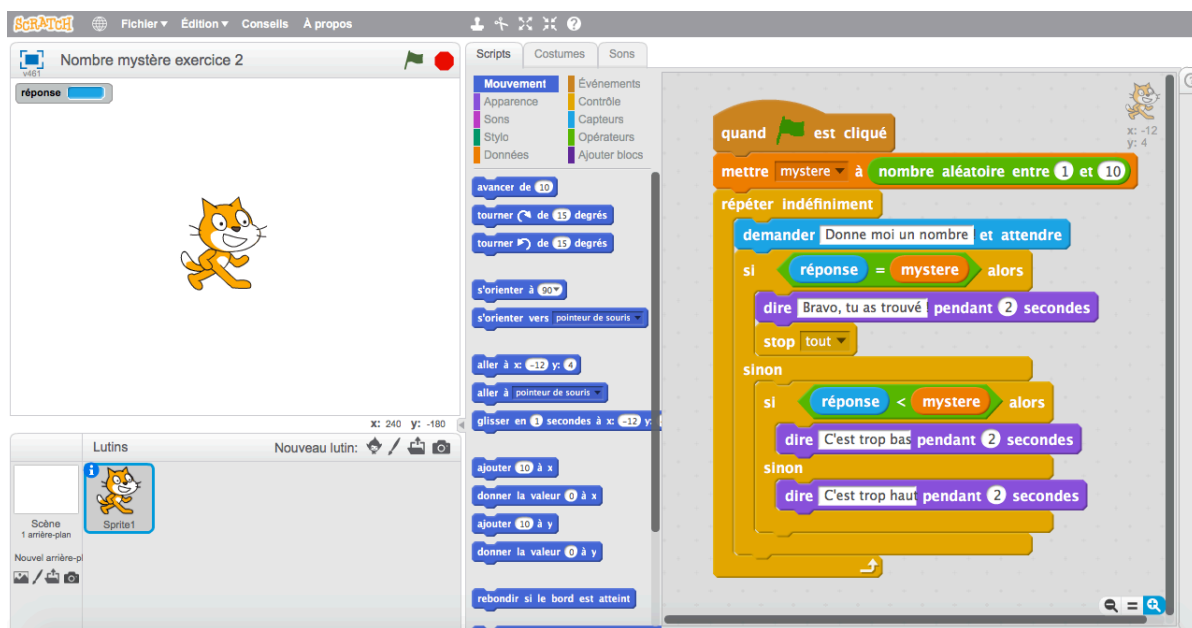 SCRATCH Fichier Édition Conseils À propos
Nombre mystère exercice 2
v461
réponse
x: 240 y: -180
Lutins Nouveau lutin:
Scène
1 arrière-plan
Sprite1
Nouvel arrière-pl
Scripts Costumes Sons
Mouvement Événements
Apparence Contrôle
Sons Capteurs
Stylo Opérateurs
Données Ajouter blocs
avancer de 10
tourner de 15 degrés
tourner de 15 degrés
s'orienter à 90
s'orienter vers pointeur de souris
aller à x: -12 y: 4
aller à pointeur de souris
glisser en 1 secondes à x: -12 y:
ajouter 10 à x
donner la valeur 0 à x
ajouter 10 à y
donner la valeur 0 à y
rebondir si le bord est atteint
x: -12
y: 4
quand est cliqué
mettre mystere à nombre aléatoire entre 1 et 10
répéter indéfiniment
demander Donne moi un nombre et attendre
si réponse = mystere alors
dire Bravo, tu as trouvé ! pendant 2 secondes
stop tout
sinon
si réponse < mystere alors
dire C'est trop bas pendant 2 secondes
sinon
dire C'est trop haut pendant 2 secondes